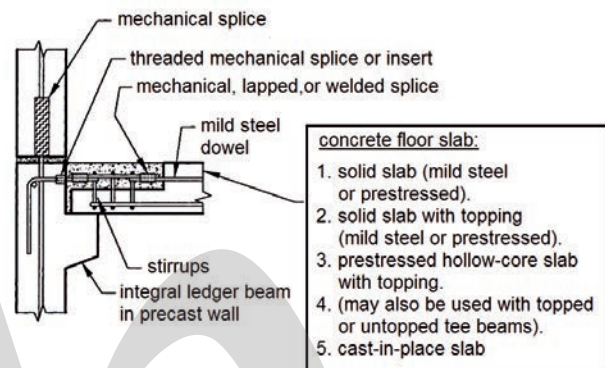 mechanical splice
threaded mechanical splice or insert
mechanical, lapped,or welded splice
mild steel
dowel
concrete floor slab:
1. solid slab (mild steel
or prestressed).
2. solid slab with topping
(mild steel or prestressed).
3. prestressed hollow-core slab
with topping.
4. (may also be used with topped
or untopped tee beams).
5. cast-in-place slab
stirrups
integral ledger beam
in precast wall